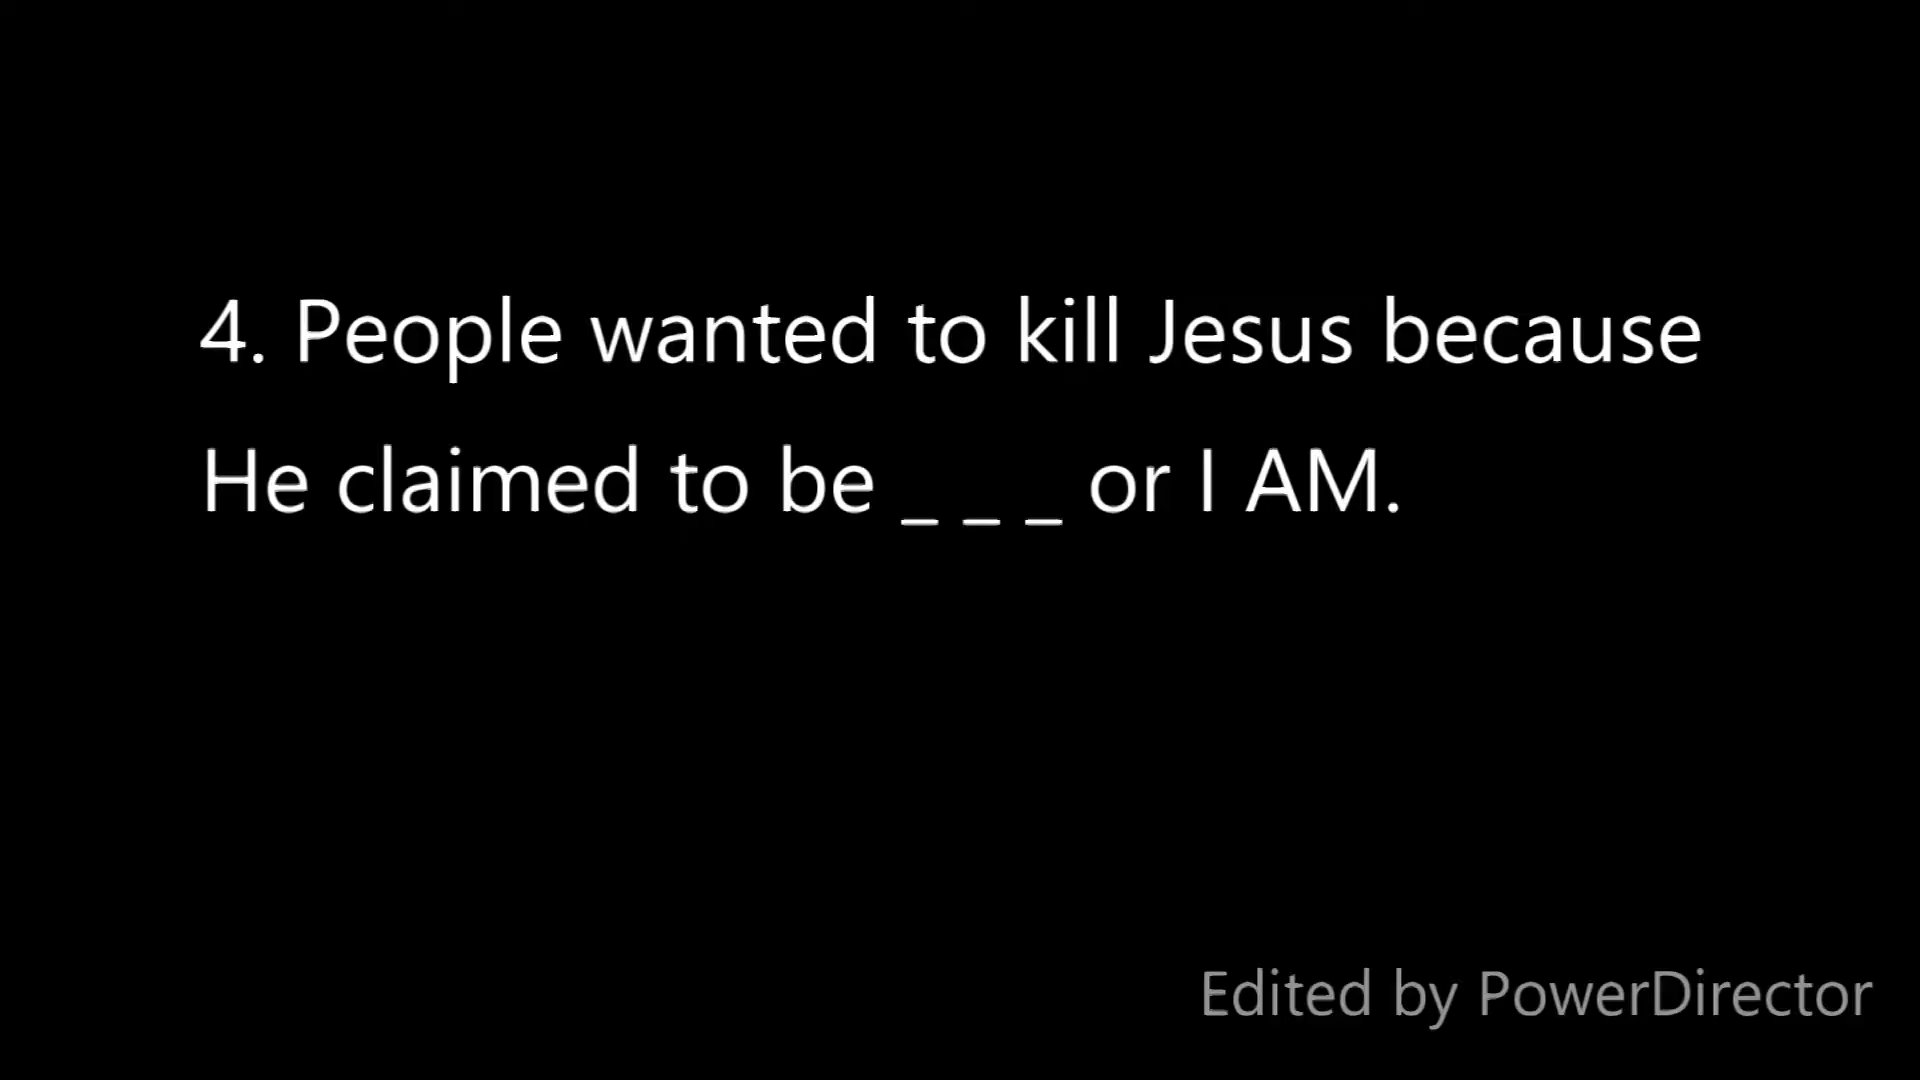 4. People wanted to kill Jesus because
He claimed to be _ _ _ or I AM.
Edited by PowerDirector